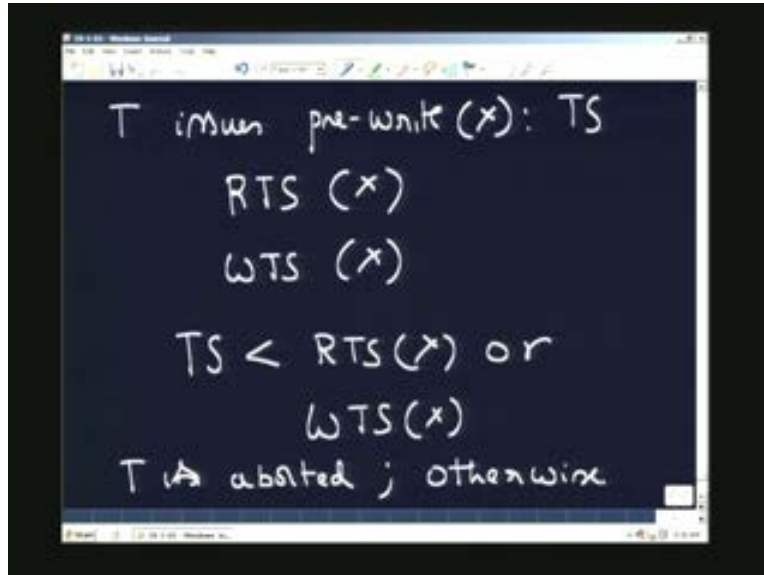 T issues pre-write (x): TS
RTS (x)
WTS (x)
TS < RTS(x) or
WTS(x)
T is aborted ; otherwise